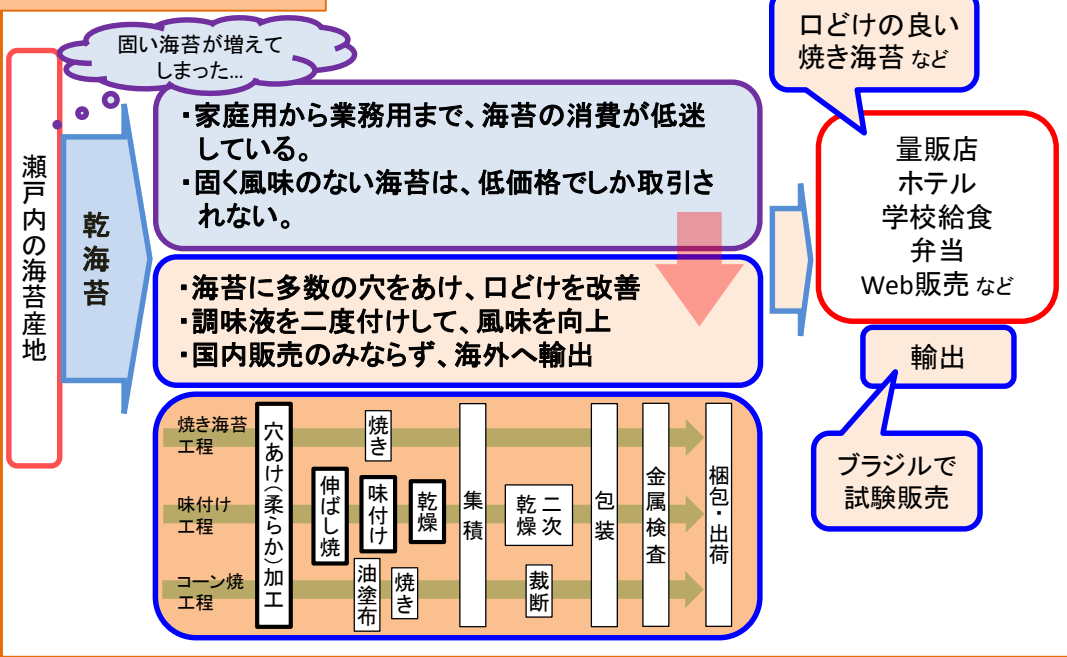 固い海苔が増えて
しまった…
瀬戸内の海苔産地
乾海苔
・家庭用から業務用まで、海苔の消費が低迷
している。
・固く風味のない海苔は、低価格でしか取引さ
れない。
・海苔に多数の穴をあけ、口どけを改善
・調味液を二度付けして、風味を向上
・国内販売のみならず、海外へ輸出
口どけの良い
焼き海苔 など
量販店
ホテル
学校給食
弁当
Web販売 など
輸出
ブラジルで
試験販売
焼き海苔
工程
味付け
工程
コーン焼
工程
穴あけ(柔らか)加工
焼き
伸ばし焼
味付け
乾燥
油塗布
焼き
集積
二次
乾燥
裁断
包装
金属検査
梱包・出荷